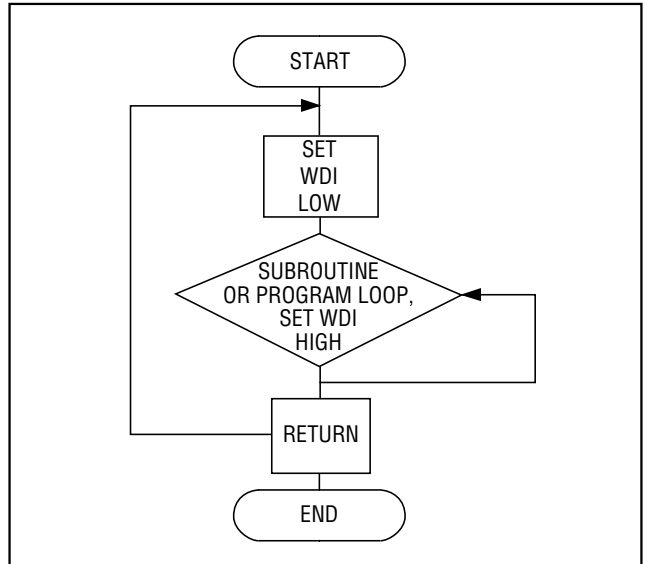 START
SET
WDI
LOW
SUBROUTINE
OR PROGRAM LOOP,
SET WDI
HIGH
RETURN
END